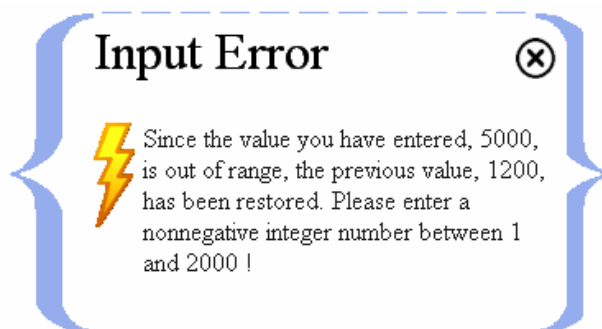 Input Error
Since the value you have entered, 5000,
is out of range, the previous value, 1200,
has been restored. Please enter a
nonnegative integer number between 1
and 2000 !